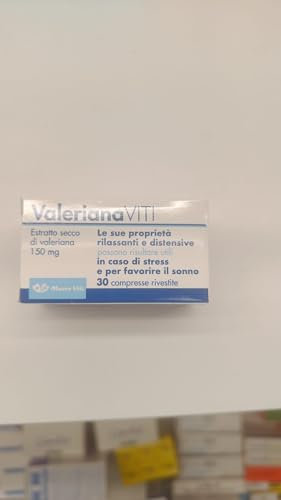 ValerianaVITI
Estratto secco
di valeriana
150 mg
Le sue proprietà
rilassanti e distensive
possono risultare utili
in caso di stress
e per favorire il sonno
30 compresse rivestite
Marco Viti